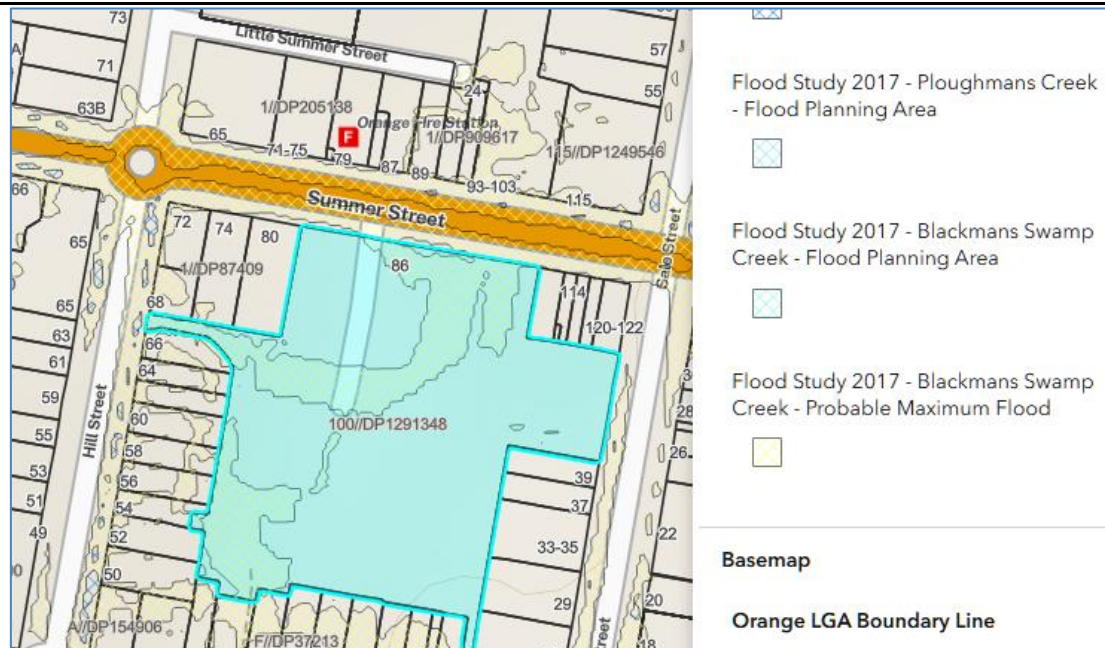 73
A
71
63B
Little Summer Street
57
55
24
1//DP205138
Orange Fire Station
F
1//DP909617
115//DP1249546
65
71-75
79
87
89
93-103
115
66
Summer Street
Sale Street
65
72
74
80
86
1//DP87409
114
120-122
68
65
63
66
61
64
59
60
55
58
53
56
51
54
49
52
50
Hill Street
100//DP1291348
28
26
39
37
33-35
22
29
20
18
A//DP154906
F//DP37213
Flood Study 2017 - Ploughmans Creek
- Flood Planning Area
Flood Study 2017 - Blackmans Swamp
Creek - Flood Planning Area
Flood Study 2017 - Blackmans Swamp
Creek - Probable Maximum Flood
Basemap
Orange LGA Boundary Line